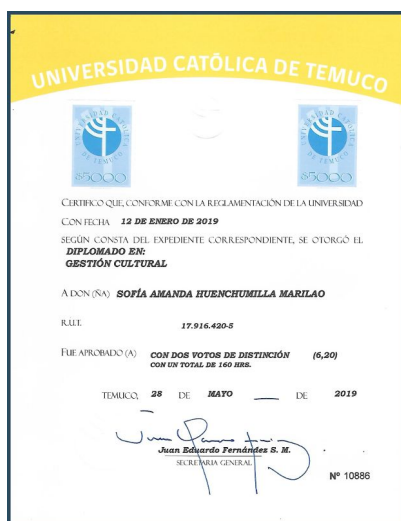 UNIVERSIDAD CATÓLICA DE TEMUCO
$5000 $5000
CERTIFICO QUE, CONFORME CON LA REGLAMENTACIÓN DE LA UNIVERSIDAD
CON FECHA 12 DE ENERO DE 2019
SEGÚN CONSTA DEL EXPEDIENTE CORRESPONDIENTE, SE OTORGÓ EL
DIPLOMADO EN:
GESTIÓN CULTURAL
A DON (ÑA) SOFÍA AMANDA HUENCHUMILLA MARILAO
R.U.T. 17.916.420-5
FUE APROBADO (A) CON DOS VOTOS DE DISTINCIÓN (6,20)
CON UN TOTAL DE 160 HRS.
TEMUCO, 28 DE MAYO DE 2019
Juan Eduardo Fernández S. M.
SECRETARIA GENERAL
Nº 10886